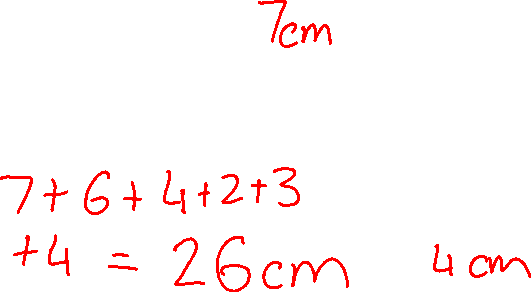 7cm
7+6+4+2+3
+4 = 26cm
4cm